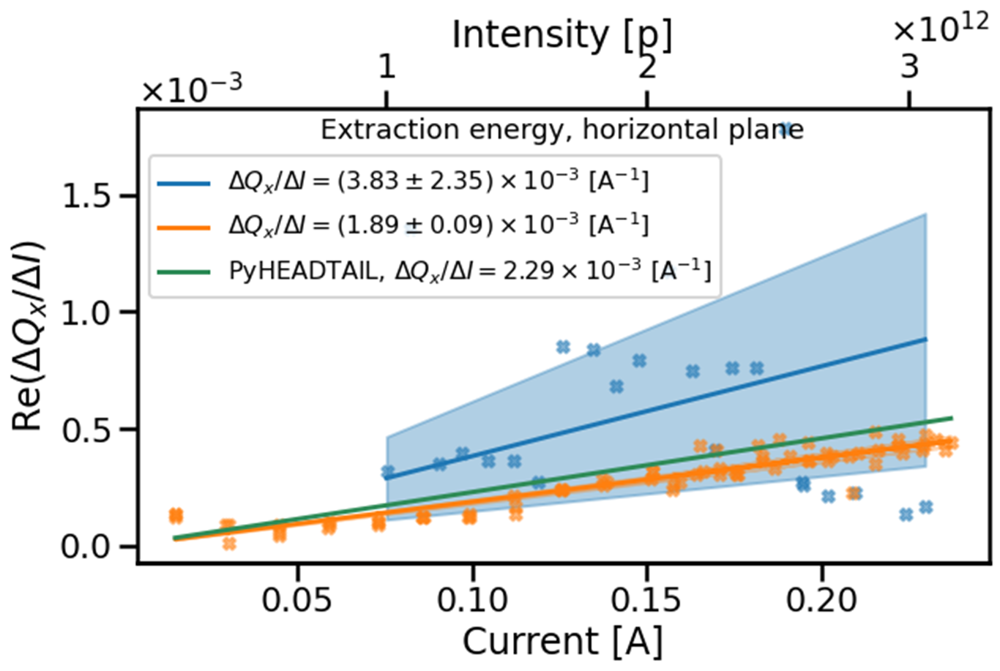 Intensity [p]
×10¹²
1 2 3
×10⁻³
Extraction energy, horizontal plane
ΔQₓ/ΔI = (3.83 ± 2.35) × 10⁻³ [A⁻¹]
ΔQₓ/ΔI = (1.89 ± 0.09) × 10⁻³ [A⁻¹]
PyHEADTAIL, ΔQₓ/ΔI = 2.29 × 10⁻³ [A⁻¹]
Re(ΔQₓ/ΔI)
1.5
1.0
0.5
0.0
0.05 0.10 0.15 0.20
Current [A]